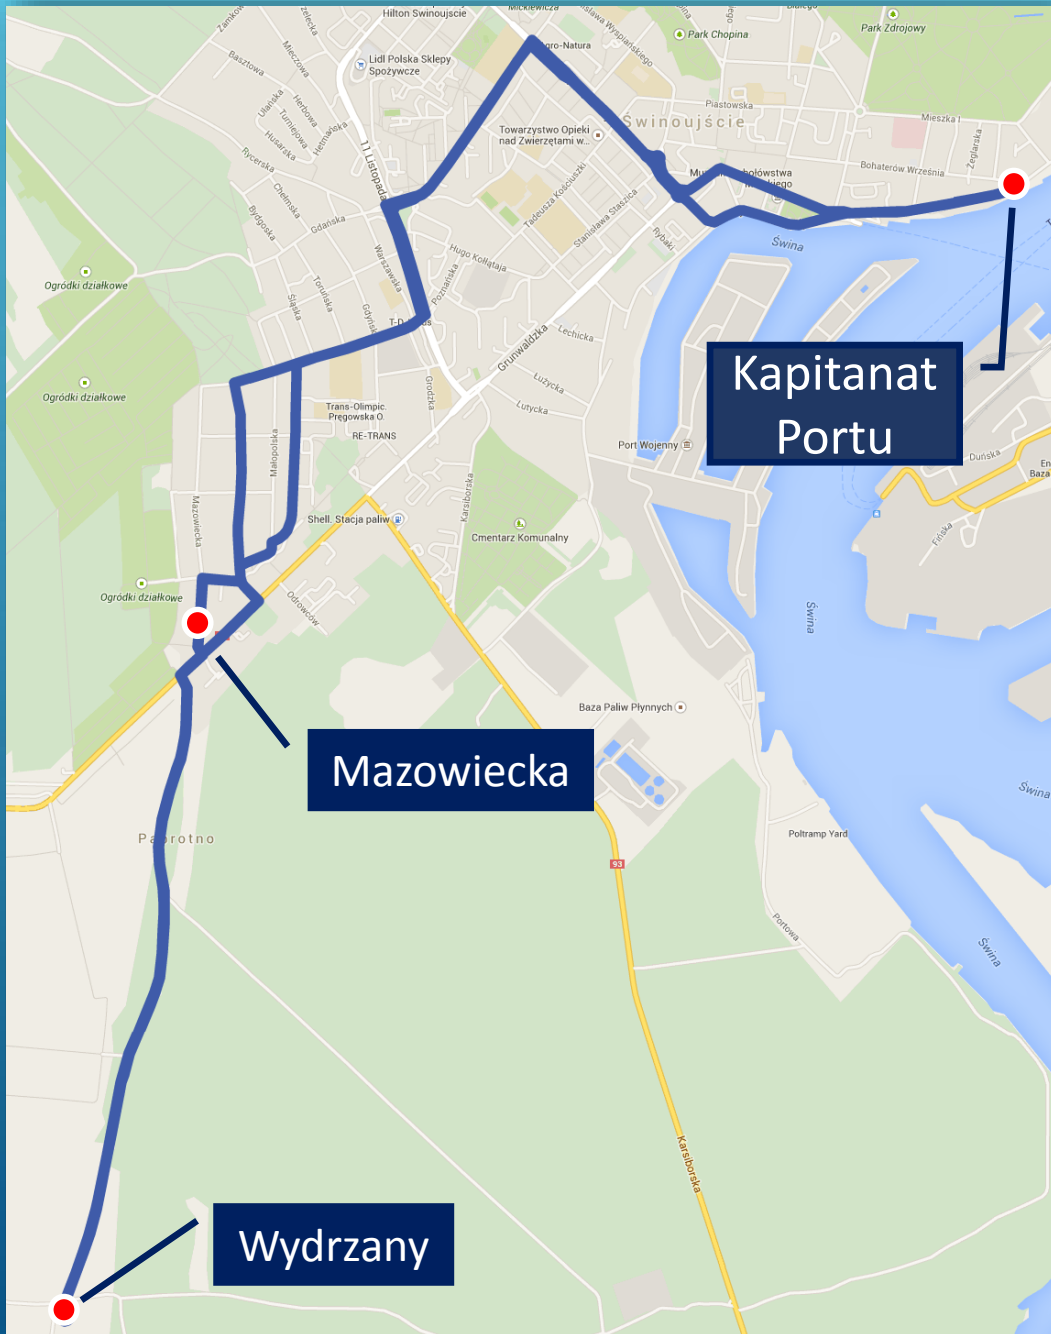 Hilton Swinoujscie
Mickiewicza
Park Chopina
Park Zdrojowy
Lidl Polska Sklepy
Spożywcze
Basztowa
Mieczowa
Ułańska
Herbowa
Turniejowa
Husarska
Hetmańska
Rycerska
Chełmska
Bydgoska
Gdańska
11 Listopada
Towarzystwo Opieki
nad Zwierzętami w...
Świnoujście
Piastowska
Mieszka I
Żeglarska
Bohaterów Września
Tadeusza Kościuszki
Stanisława Staszica
Rybaki
Świna
Hugo Kołłątaja
Poznańska
Warszawska
Toruńska
Śląska
Ogródki działkowe
Grunwaldzka
Lechicka
Łużycka
Lutycka
Grodzka
Kapitanat
Portu
Ogródki działkowe
Trans-Olimpic.
Pręgowska O.
RE-TRANS
Małopolska
Mazowiecka
Port Wojenny
Duńska
Fińska
Karsiborska
Shell. Stacja paliw
Cmentarz Komunalny
Ogródki działkowe
Odrowców
Świna
Baza Paliw Płynnych
Mazowiecka
Świna
Poltramp Yard
93
Portowa
Świna
Karsiborska
Wydrzany